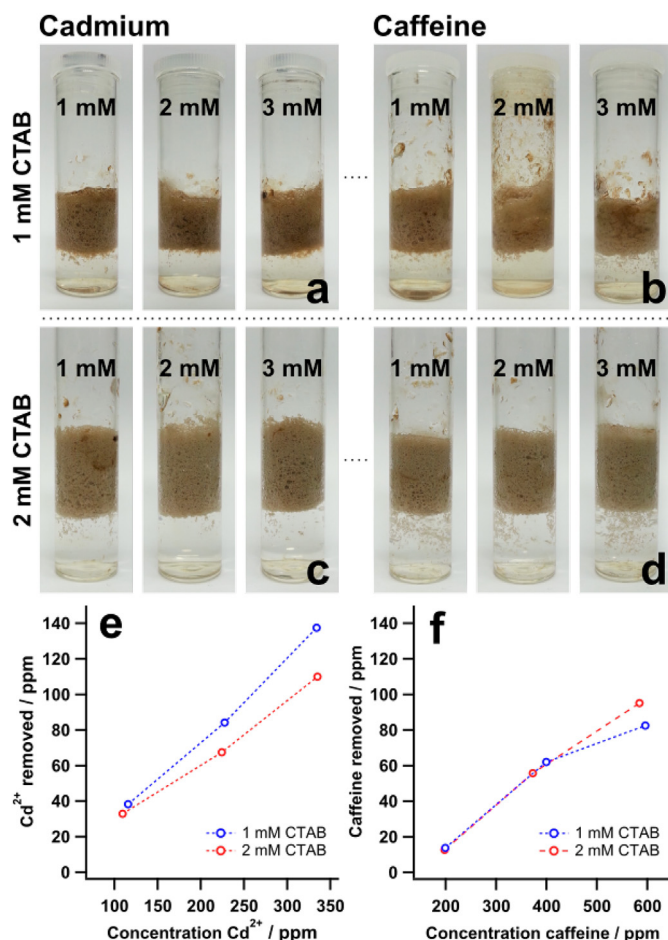 Cadmium Caffeine
1 mM CTAB
1 mM 2 mM 3 mM 1 mM 2 mM 3 mM
a b
2 mM CTAB
1 mM 2 mM 3 mM 1 mM 2 mM 3 mM
c d
e
Cd²⁺ removed / ppm
140
120
100
80
60
40
20
0
1 mM CTAB
2 mM CTAB
100 150 200 250 300 350
Concentration Cd²⁺ / ppm
f
Caffeine removed / ppm
140
120
100
80
60
40
20
0
1 mM CTAB
2 mM CTAB
200 300 400 500 600
Concentration caffeine / ppm